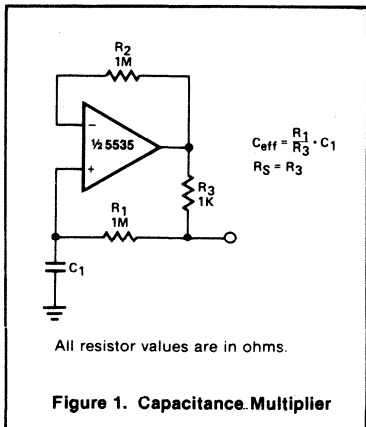 R2
1M
−
½ 5535
+
Ceff = R1/R3 · C1
RS = R3
R3
1K
R1
1M
C1
All resistor values are in ohms.
Figure 1. Capacitance Multiplier